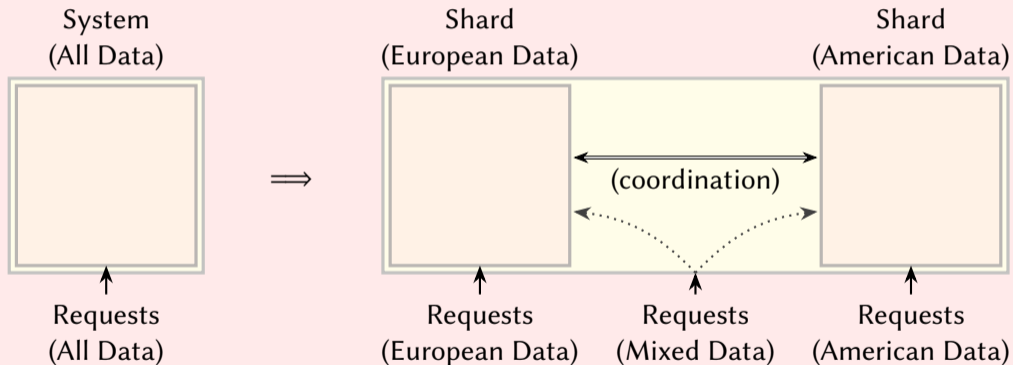 System
(All Data)
Shard
(European Data)
Shard
(American Data)
⟹
(coordination)
Requests
(All Data)
Requests
(European Data)
Requests
(Mixed Data)
Requests
(American Data)